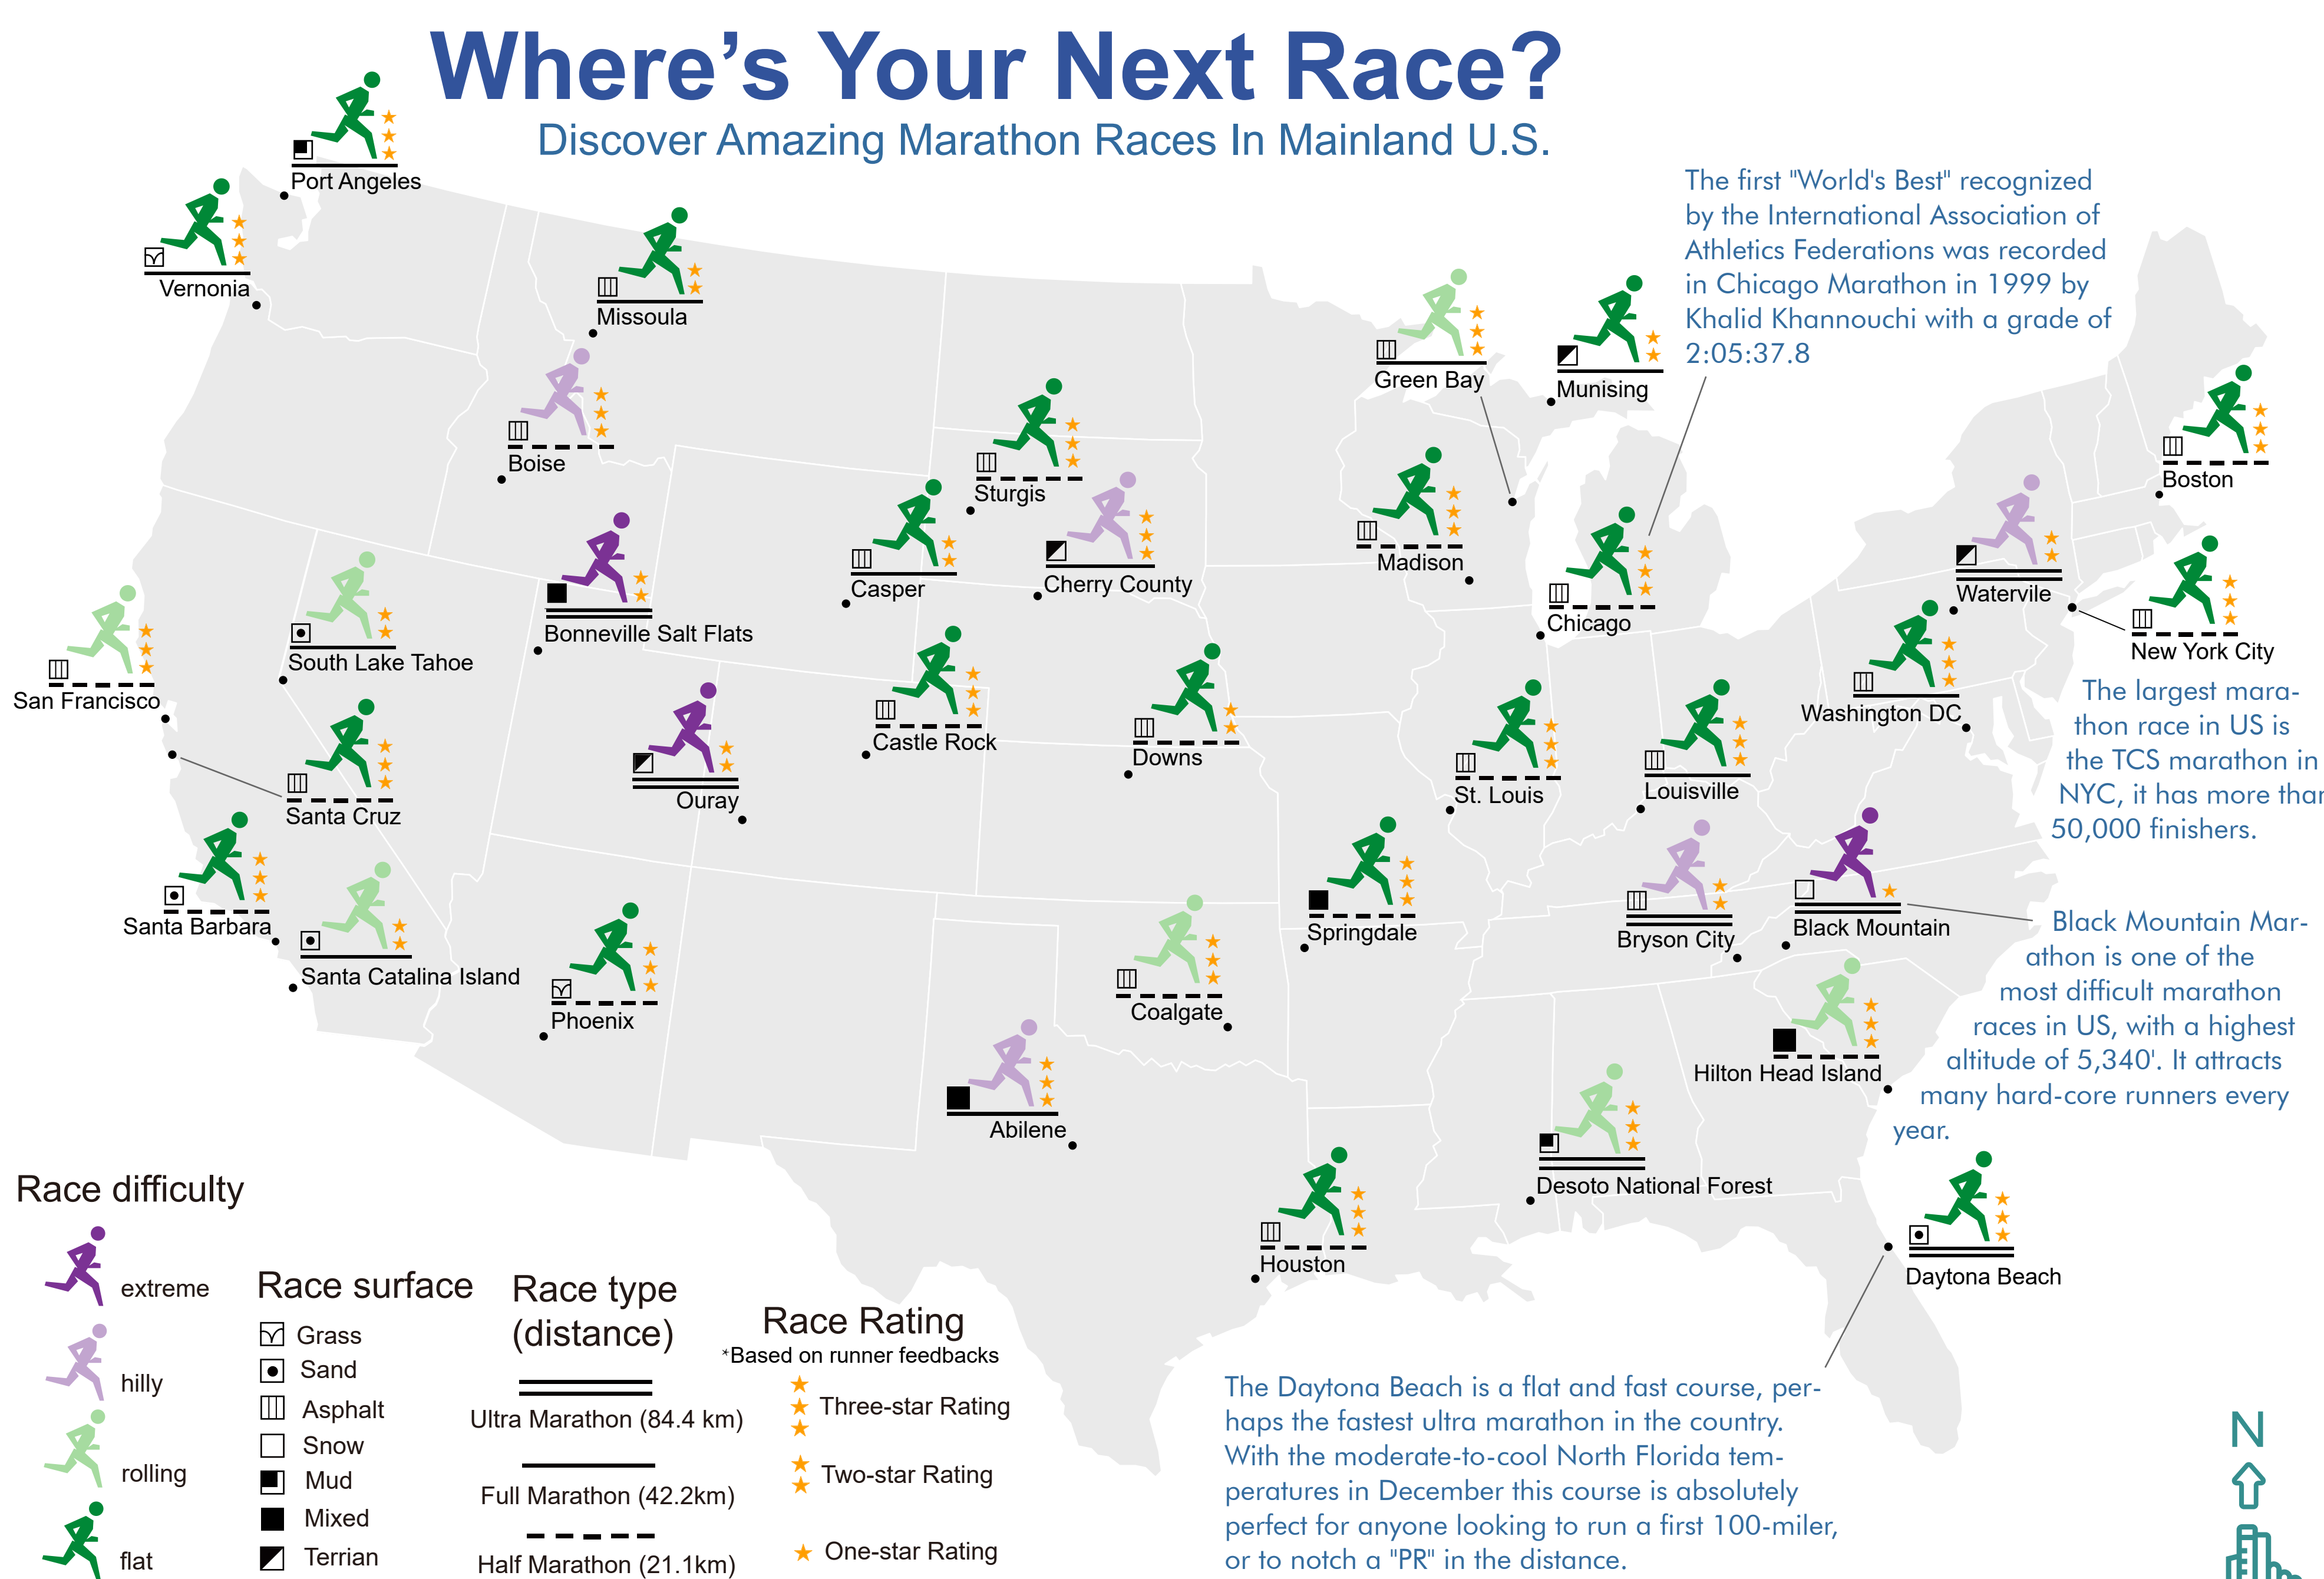 Where's Your Next Race?
Discover Amazing Marathon Races In Mainland U.S.
Port Angeles
Vernonia
Missoula
Boise
Green Bay
Munising
The first "World's Best" recognized
by the International Association of
Athletics Federations was recorded
in Chicago Marathon in 1999 by
Khalid Khannouchi with a grade of
2:05:37.8
Sturgis
Boston
Casper
Cherry County
Madison
Chicago
Watervile
New York City
Bonneville Salt Flats
South Lake Tahoe
San Francisco
Castle Rock
Downs
Washington DC
The largest mara-
thon race in US is
the TCS marathon in
NYC, it has more than
50,000 finishers.
Ouray
Santa Cruz
St. Louis
Louisville
Santa Barbara
Santa Catalina Island
Phoenix
Springdale
Bryson City
Black Mountain
Black Mountain Mar-
athon is one of the
most difficult marathon
races in US, with a highest
altitude of 5,340'. It attracts
many hard-core runners every
year.
Coalgate
Hilton Head Island
Abilene
Desoto National Forest
Houston
Daytona Beach
The Daytona Beach is a flat and fast course, per-
haps the fastest ultra marathon in the country.
With the moderate-to-cool North Florida tem-
peratures in December this course is absolutely
perfect for anyone looking to run a first 100-miler,
or to notch a "PR" in the distance.
Race difficulty
extreme
hilly
rolling
flat
Race surface
Grass
Sand
Asphalt
Snow
Mud
Mixed
Terrian
Race type
(distance)
Ultra Marathon (84.4 km)
Full Marathon (42.2km)
Half Marathon (21.1km)
Race Rating
*Based on runner feedbacks
Three-star Rating
Two-star Rating
One-star Rating
N